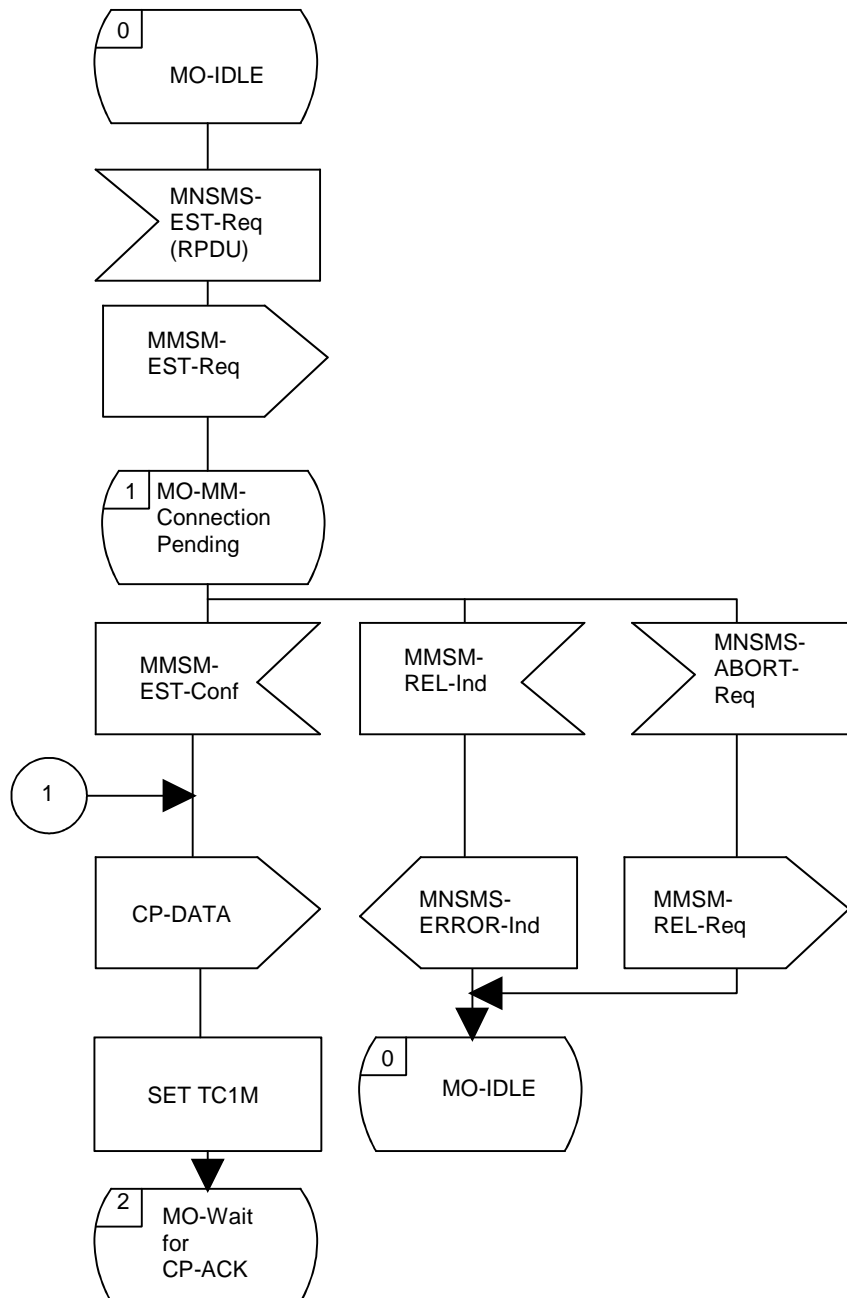 0
MO-IDLE
MNSMS-
EST-Req
(RPDU)
MMSM-
EST-Req
1
MO-MM-
Connection
Pending
MMSM-
EST-Conf
MMSM-
REL-Ind
MNSMS-
ABORT-
Req
1
CP-DATA
MNSMS-
ERROR-Ind
MMSM-
REL-Req
SET TC1M
0
MO-IDLE
2
MO-Wait
for
CP-ACK